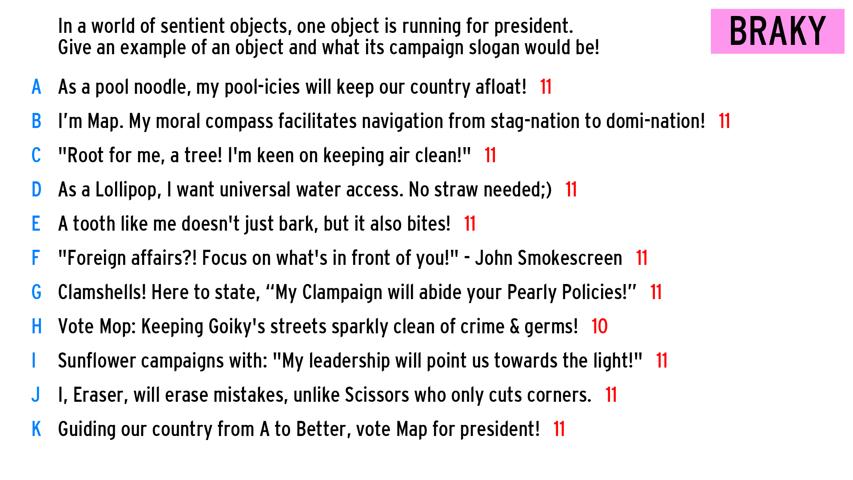 In a world of sentient objects, one object is running for president.
Give an example of an object and what its campaign slogan would be!
BRAKY
A As a pool noodle, my pool-icies will keep our country afloat! 11
B I'm Map. My moral compass facilitates navigation from stag-nation to domi-nation! 11
C "Root for me, a tree! I'm keen on keeping air clean!" 11
D As a Lollipop, I want universal water access. No straw needed;) 11
E A tooth like me doesn't just bark, but it also bites! 11
F "Foreign affairs?! Focus on what's in front of you!" - John Smokescreen 11
G Clamshells! Here to state, “My Clampaign will abide your Pearly Policies!” 11
H Vote Mop: Keeping Goiky's streets sparkly clean of crime & germs! 10
I Sunflower campaigns with: "My leadership will point us towards the light!" 11
J I, Eraser, will erase mistakes, unlike Scissors who only cuts corners. 11
K Guiding our country from A to Better, vote Map for president! 11